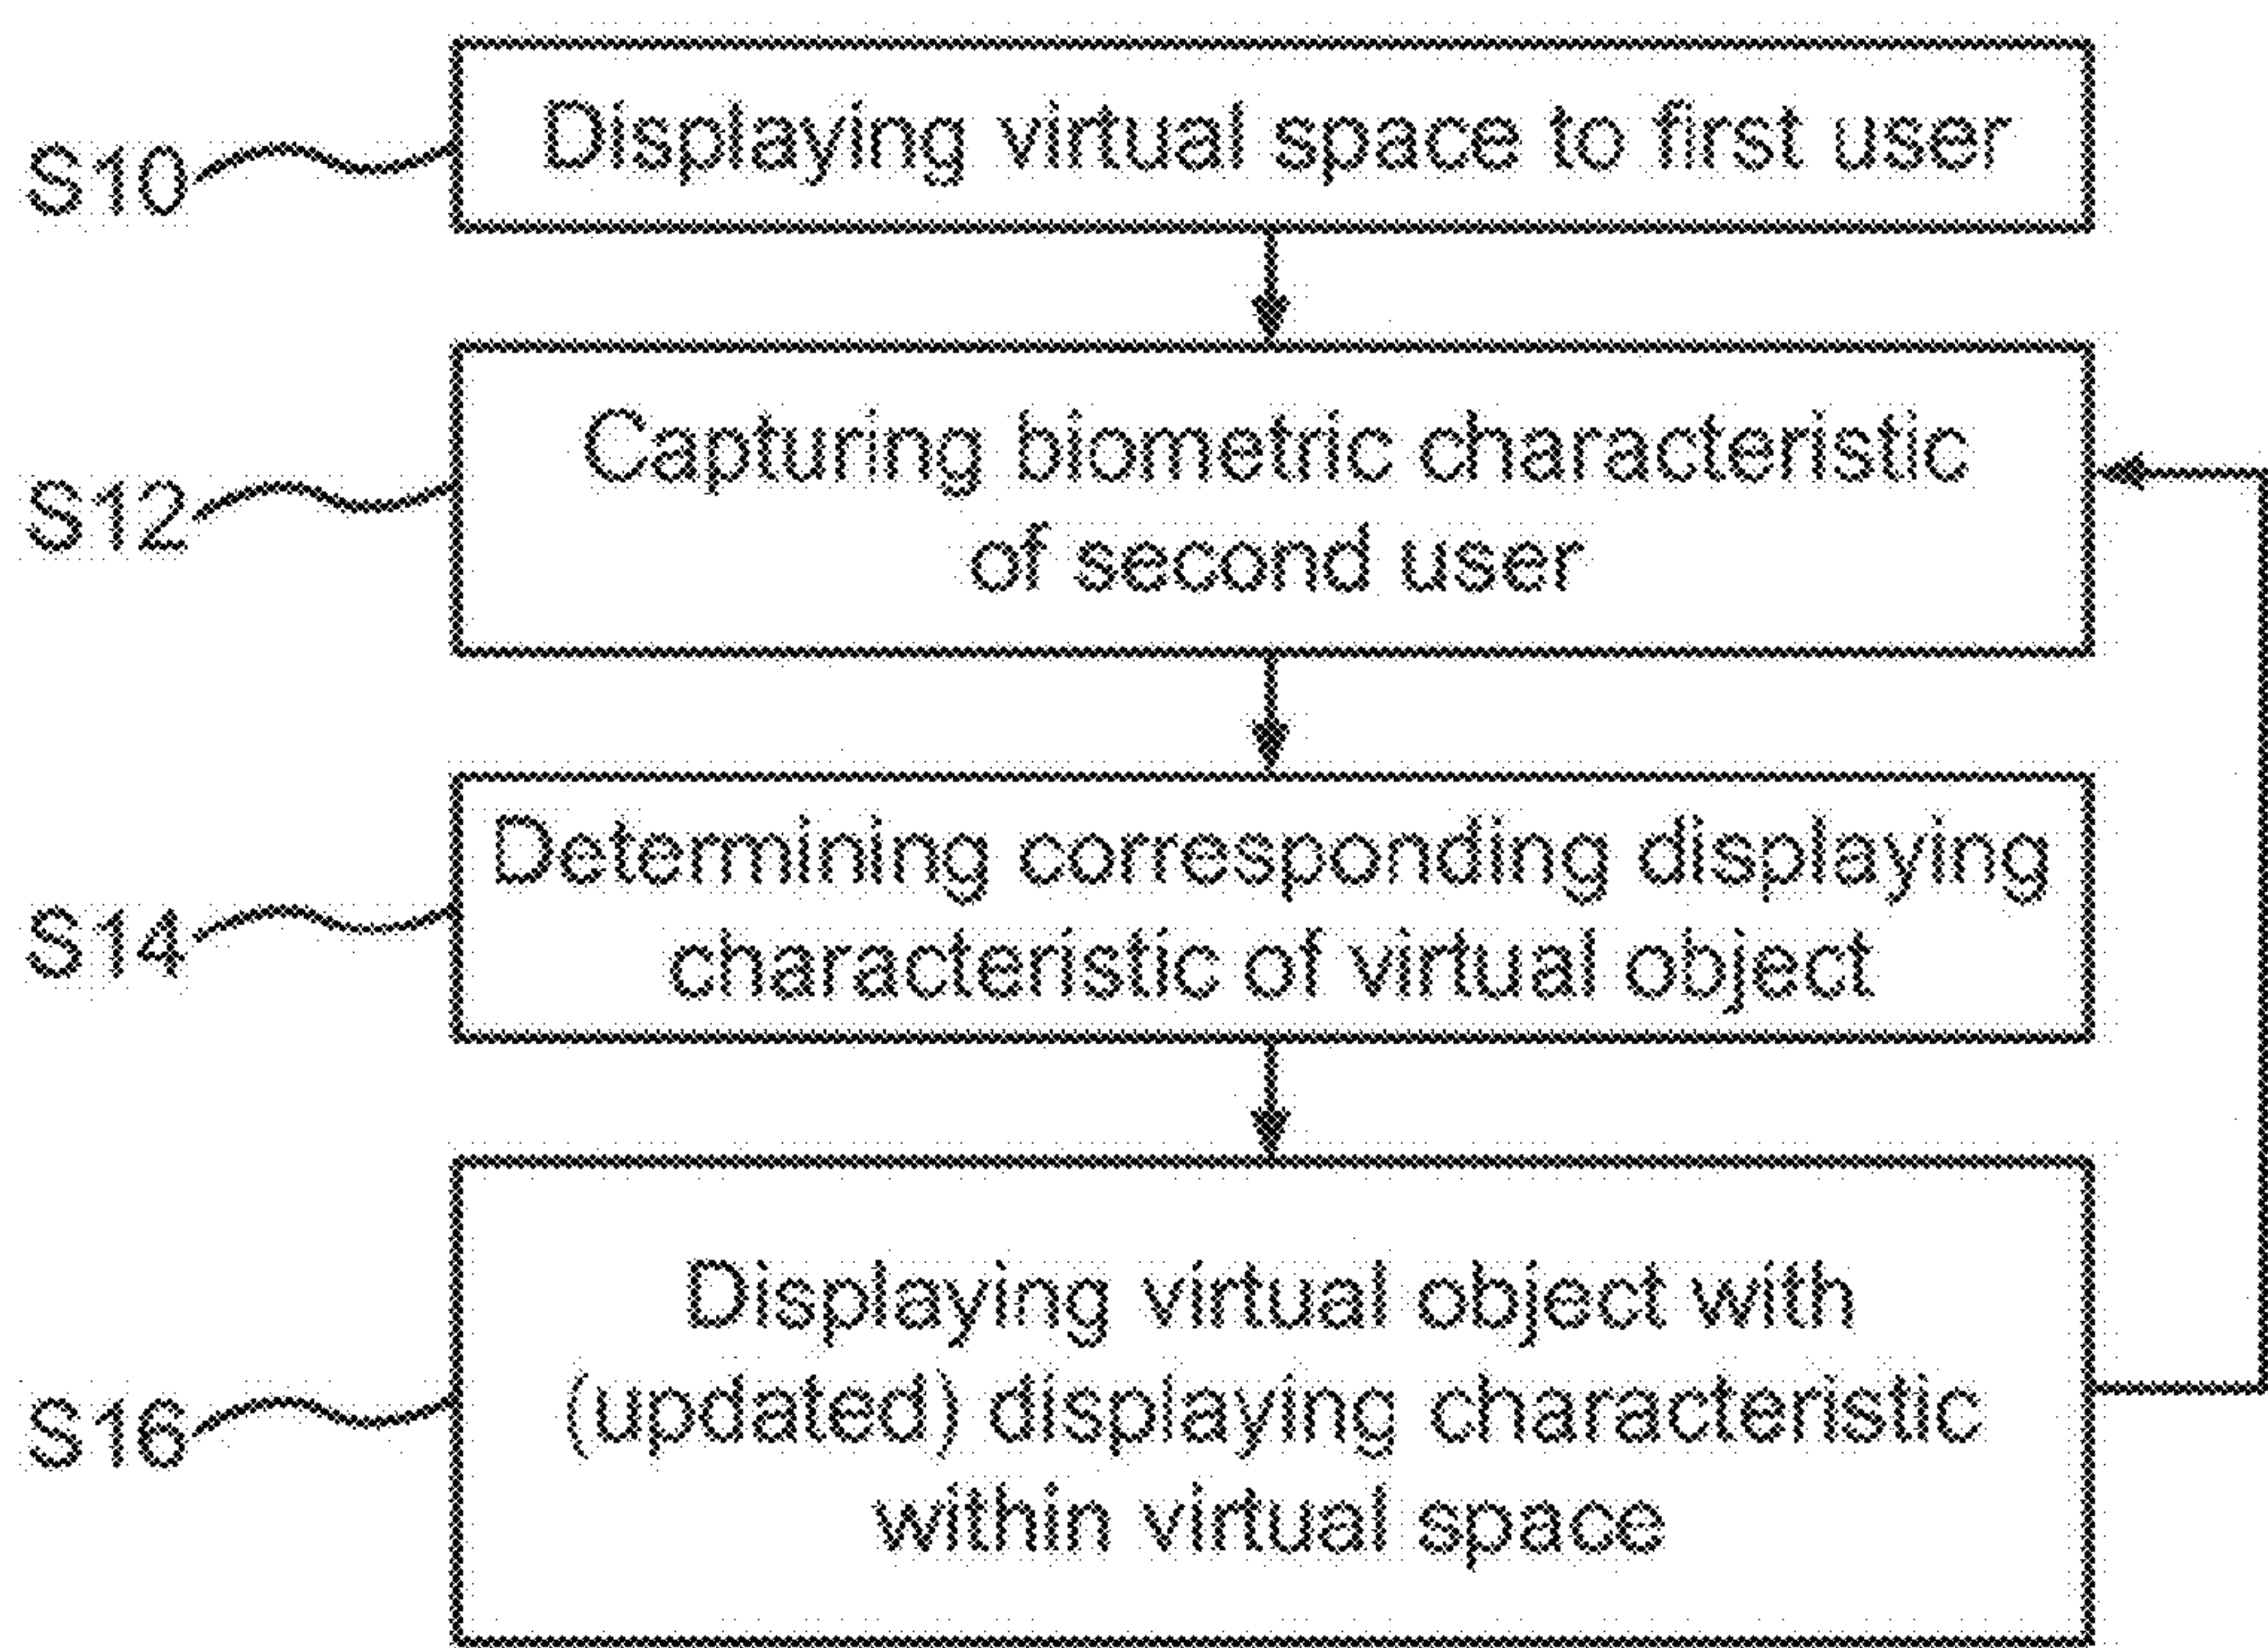 S10
Displaying virtual space to first user
S12
Capturing biometric characteristic
of second user
S14
Determining corresponding displaying
characteristic of virtual object
S16
Displaying virtual object with
(updated) displaying characteristic
within virtual space